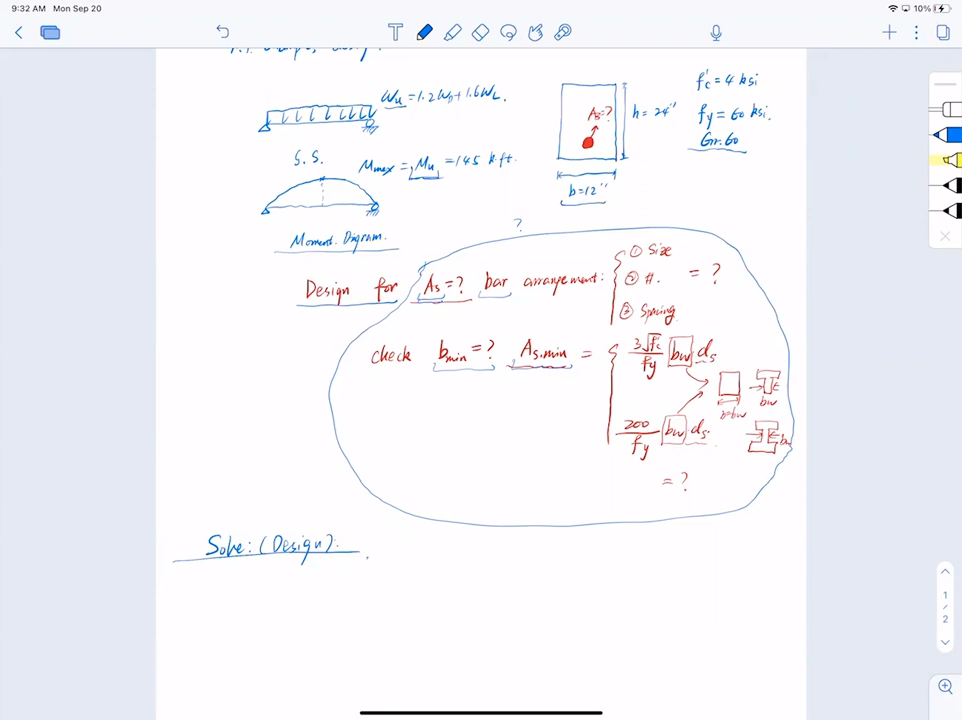 9:32 AM Mon Sep 20
10%
T
Wu = 1.2WD + 1.6WL.
S.S.
Mmax = Mu = 145 k-ft.
Moment. Diagram.
As=?
h = 24"
b=12"
f'c = 4 ksi
fy = 60 ksi.
Gr. 60
?
Design for As=? bar arrangement:
① Size
② #.
③ Spacing
= ?
check bmin=? As.min =
3√f'c / fy bw ds
200 / fy bw ds.
b=bw
bw
bw
= ?
Solve: (Design):
1
/
2